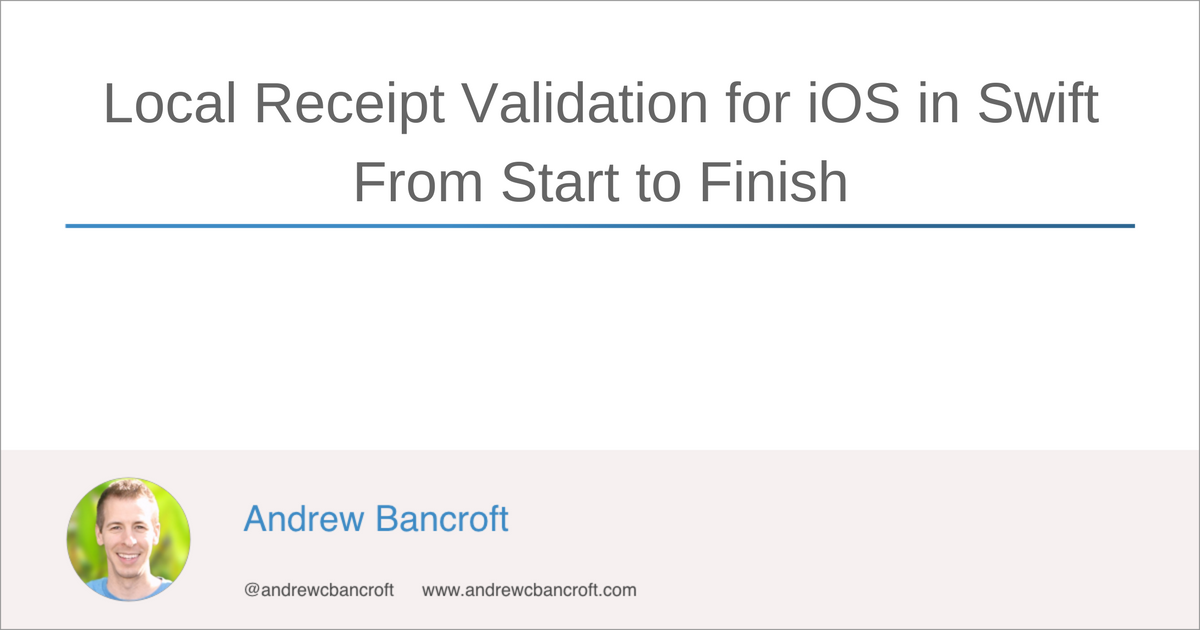 Local Receipt Validation for iOS in Swift
From Start to Finish
Andrew Bancroft
@andrewcbancroft www.andrewcbancroft.com